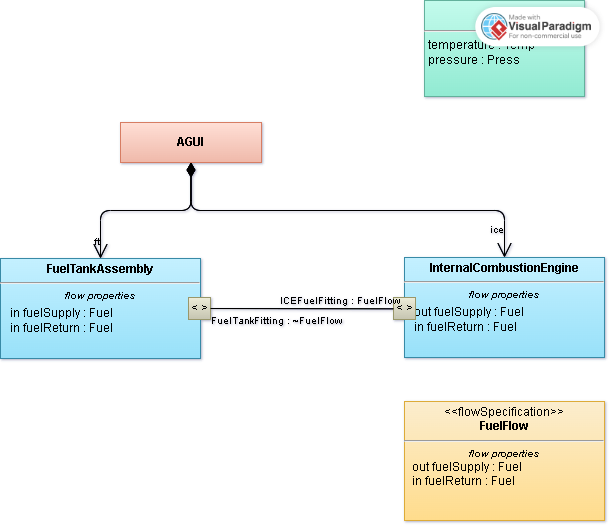 Made with
VisualParadigm
For non-commercial use
temperature : Temp
pressure : Press
AGUI
ft
ice
FuelTankAssembly
flow properties
in fuelSupply : Fuel
in fuelReturn : Fuel
< >
ICEFuelFitting : FuelFlow
FuelTankFitting : ~FuelFlow
< >
InternalCombustionEngine
flow properties
out fuelSupply : Fuel
in fuelReturn : Fuel
<<flowSpecification>>
FuelFlow
flow properties
out fuelSupply : Fuel
in fuelReturn : Fuel